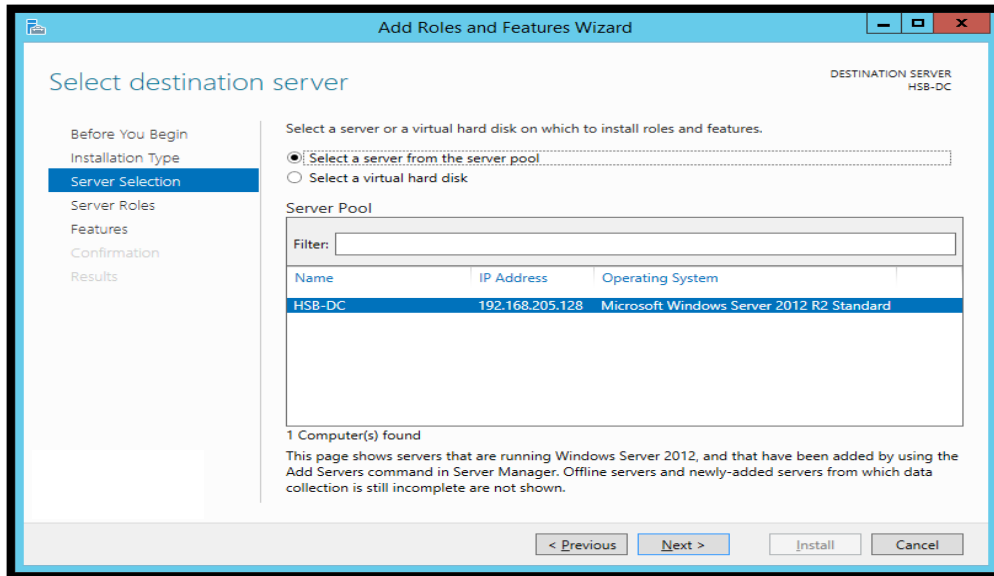 Add Roles and Features Wizard
Select destination server
DESTINATION SERVER
HSB-DC
Before You Begin
Installation Type
Server Selection
Server Roles
Features
Confirmation
Results
Select a server or a virtual hard disk on which to install roles and features.
Select a server from the server pool
Select a virtual hard disk
Server Pool
Filter:
Name IP Address Operating System
HSB-DC 192.168.205.128 Microsoft Windows Server 2012 R2 Standard
1 Computer(s) found
This page shows servers that are running Windows Server 2012, and that have been added by using the
Add Servers command in Server Manager. Offline servers and newly-added servers from which data
collection is still incomplete are not shown.
< Previous Next > Install Cancel